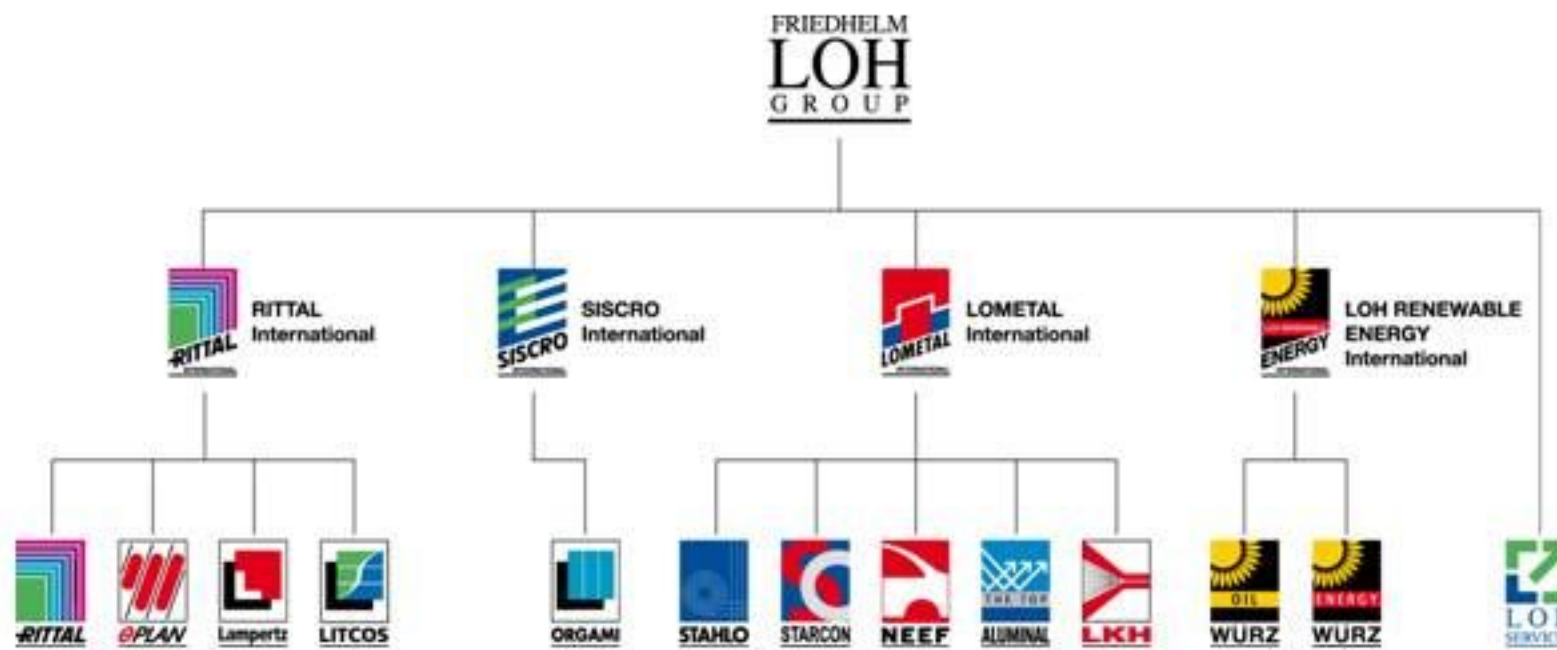 FRIEDHELM
LOH
GROUP
RITTAL
RITTAL
International
SISCRO
SISCRO
International
LOMETAL
LOMETAL
International
ENERGY
LOH RENEWABLE
ENERGY
International
RITTAL
ePLAN
Lampertz
LITCOS
ORGAMI
STAHLO
STARCON
NEEF
THE TOP
ALUMINAL
LKH
OIL
WURZ
ENERGY
WURZ